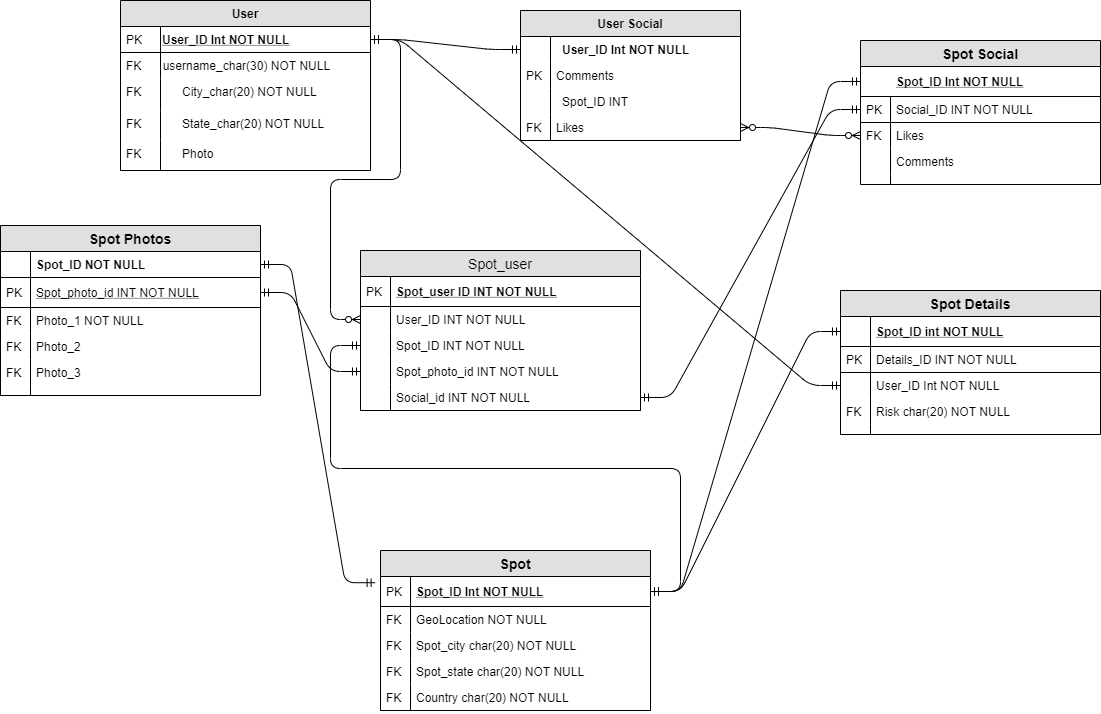 User
PK User_ID Int NOT NULL
FK username_char(30) NOT NULL
FK City_char(20) NOT NULL
FK State_char(20) NOT NULL
FK Photo
User Social
User_ID Int NOT NULL
PK Comments
Spot_ID INT
FK Likes
Spot Social
Spot_ID Int NOT NULL
PK Social_ID INT NOT NULL
FK Likes
Comments
Spot Photos
Spot_ID NOT NULL
PK Spot_photo_id INT NOT NULL
FK Photo_1 NOT NULL
FK Photo_2
FK Photo_3
Spot_user
PK Spot_user ID INT NOT NULL
User_ID INT NOT NULL
Spot_ID INT NOT NULL
Spot_photo_id INT NOT NULL
Social_id INT NOT NULL
Spot Details
Spot_ID int NOT NULL
PK Details_ID INT NOT NULL
User_ID Int NOT NULL
FK Risk char(20) NOT NULL
Spot
PK Spot_ID Int NOT NULL
FK GeoLocation NOT NULL
FK Spot_city char(20) NOT NULL
FK Spot_state char(20) NOT NULL
FK Country char(20) NOT NULL